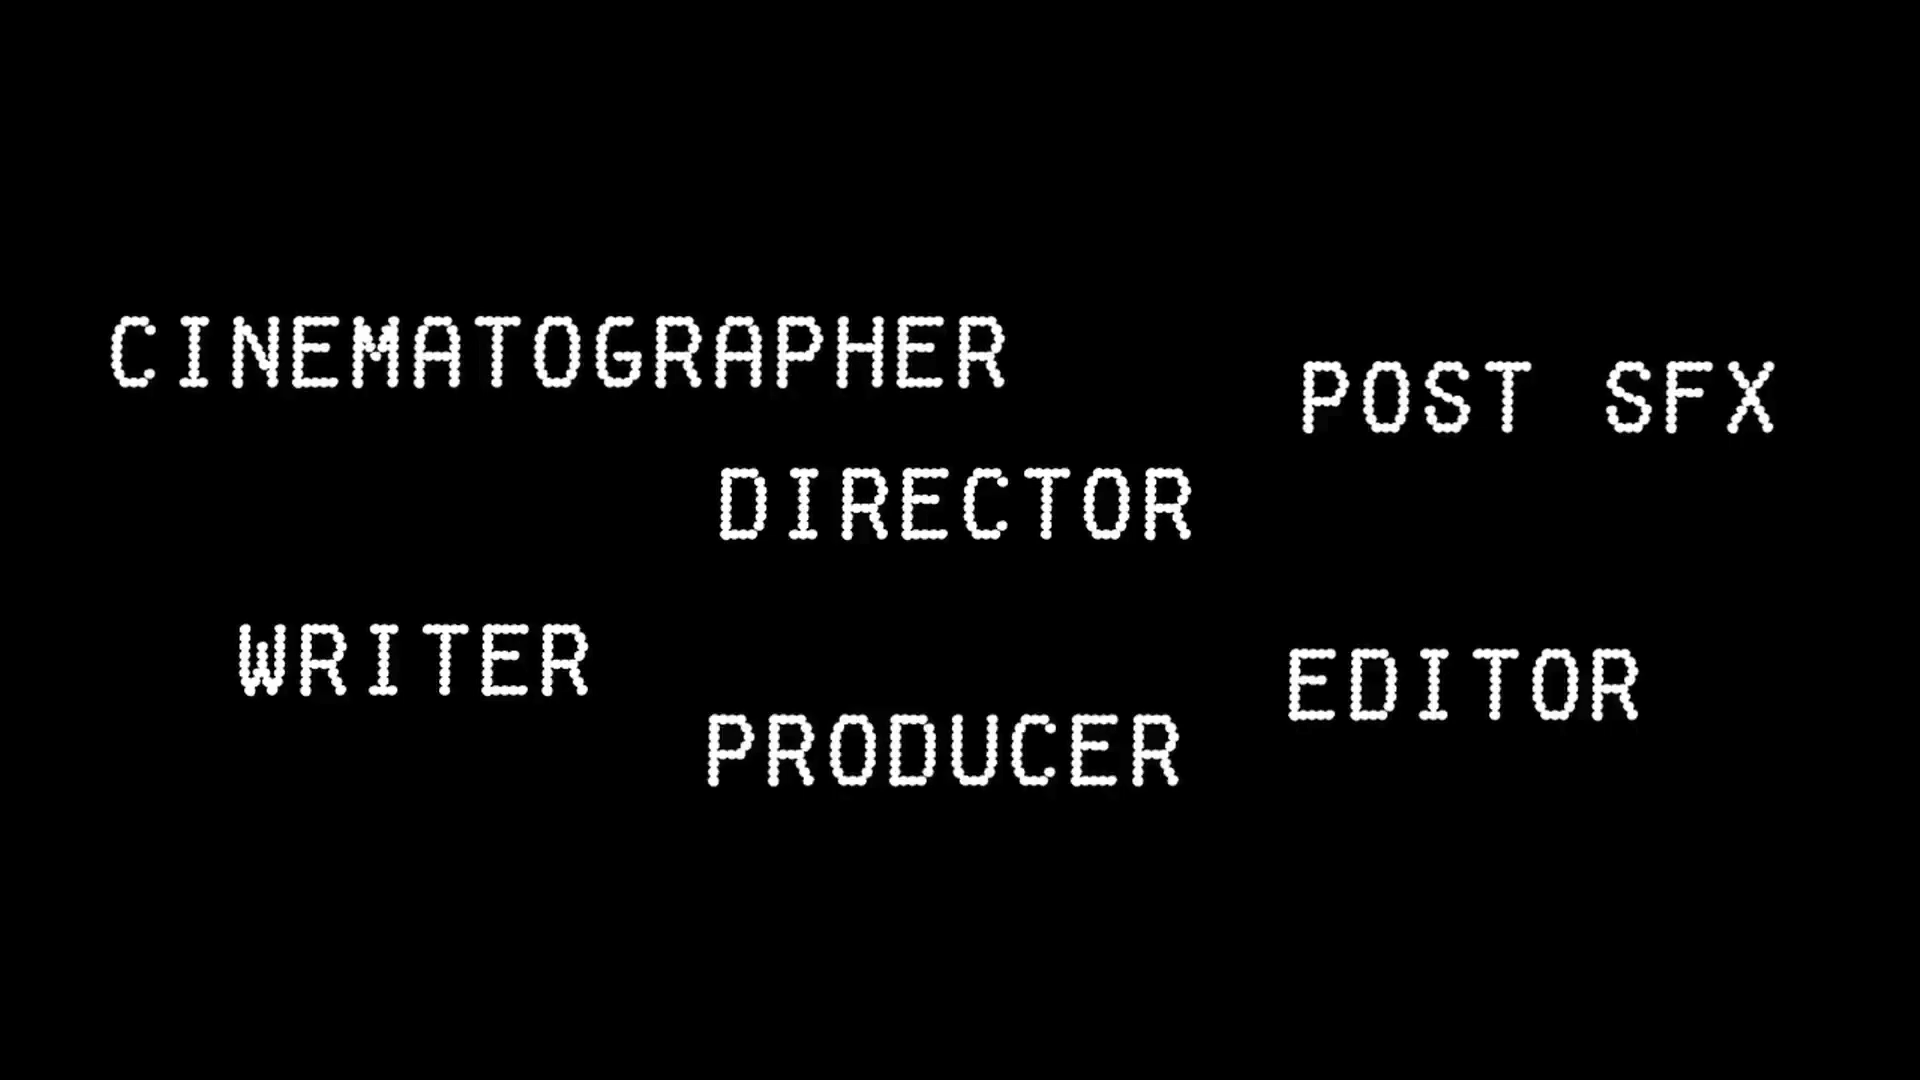 CINEMATOGRAPHER
POST SFX
DIRECTOR
WRITER
EDITOR
PRODUCER